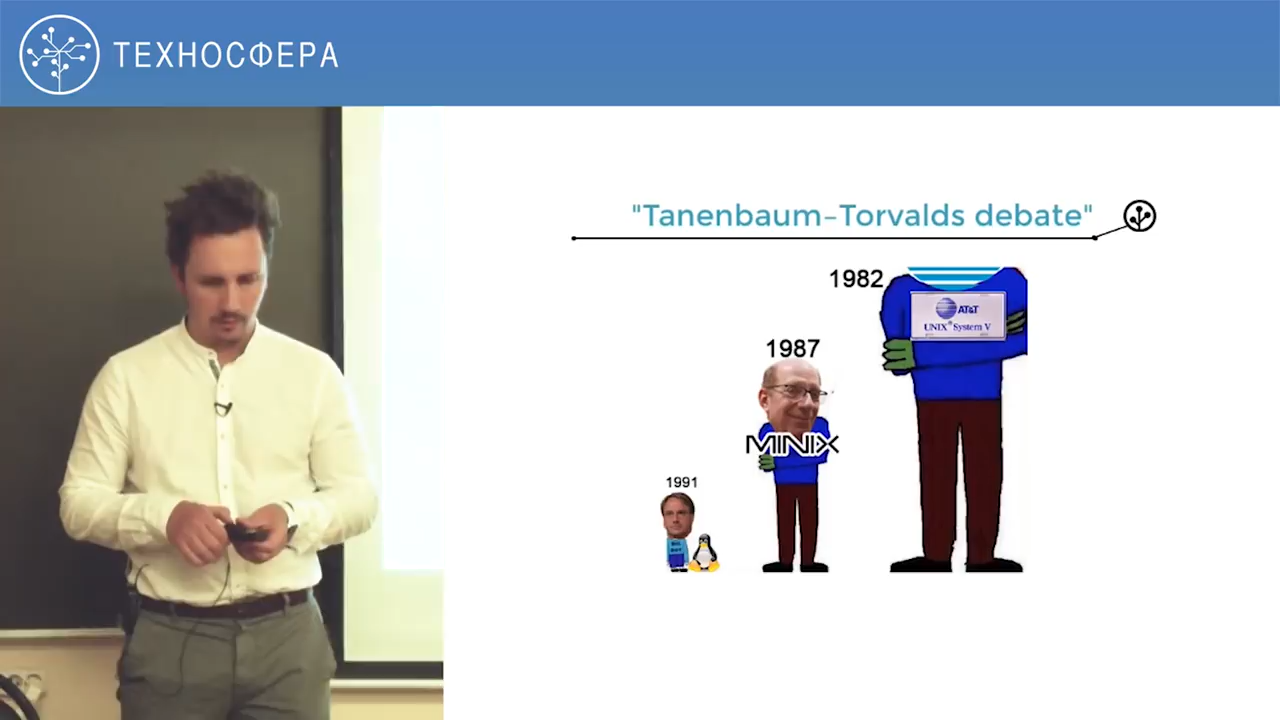 ТЕХНОСФЕРА
"Tanenbaum–Torvalds debate"
1982
AT&T
UNIX® System V
1987
MINIX
1991